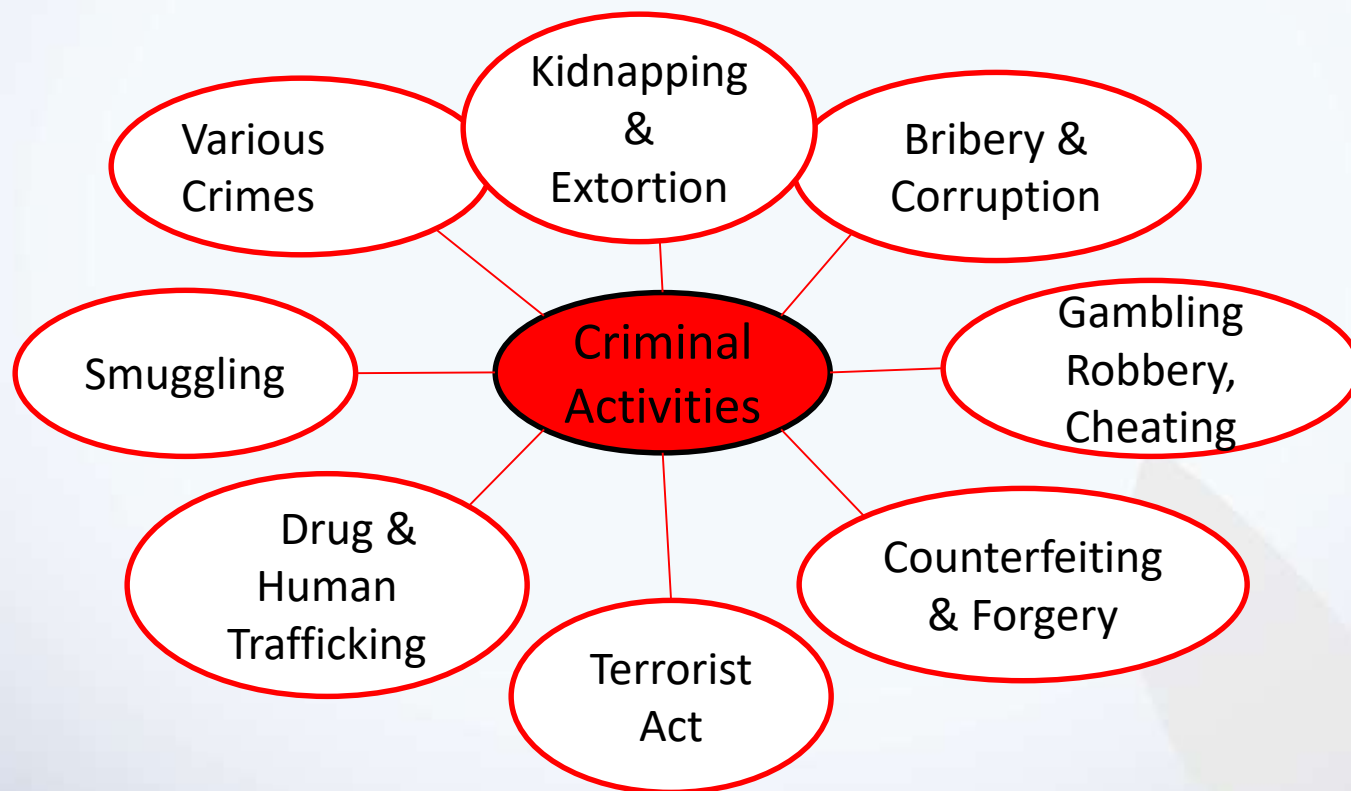 Kidnapping
&
Extortion
Various
Crimes
Bribery &
Corruption
Gambling
Robbery,
Cheating
Criminal
Activities
Smuggling
Drug &
Human
Trafficking
Counterfeiting
& Forgery
Terrorist
Act